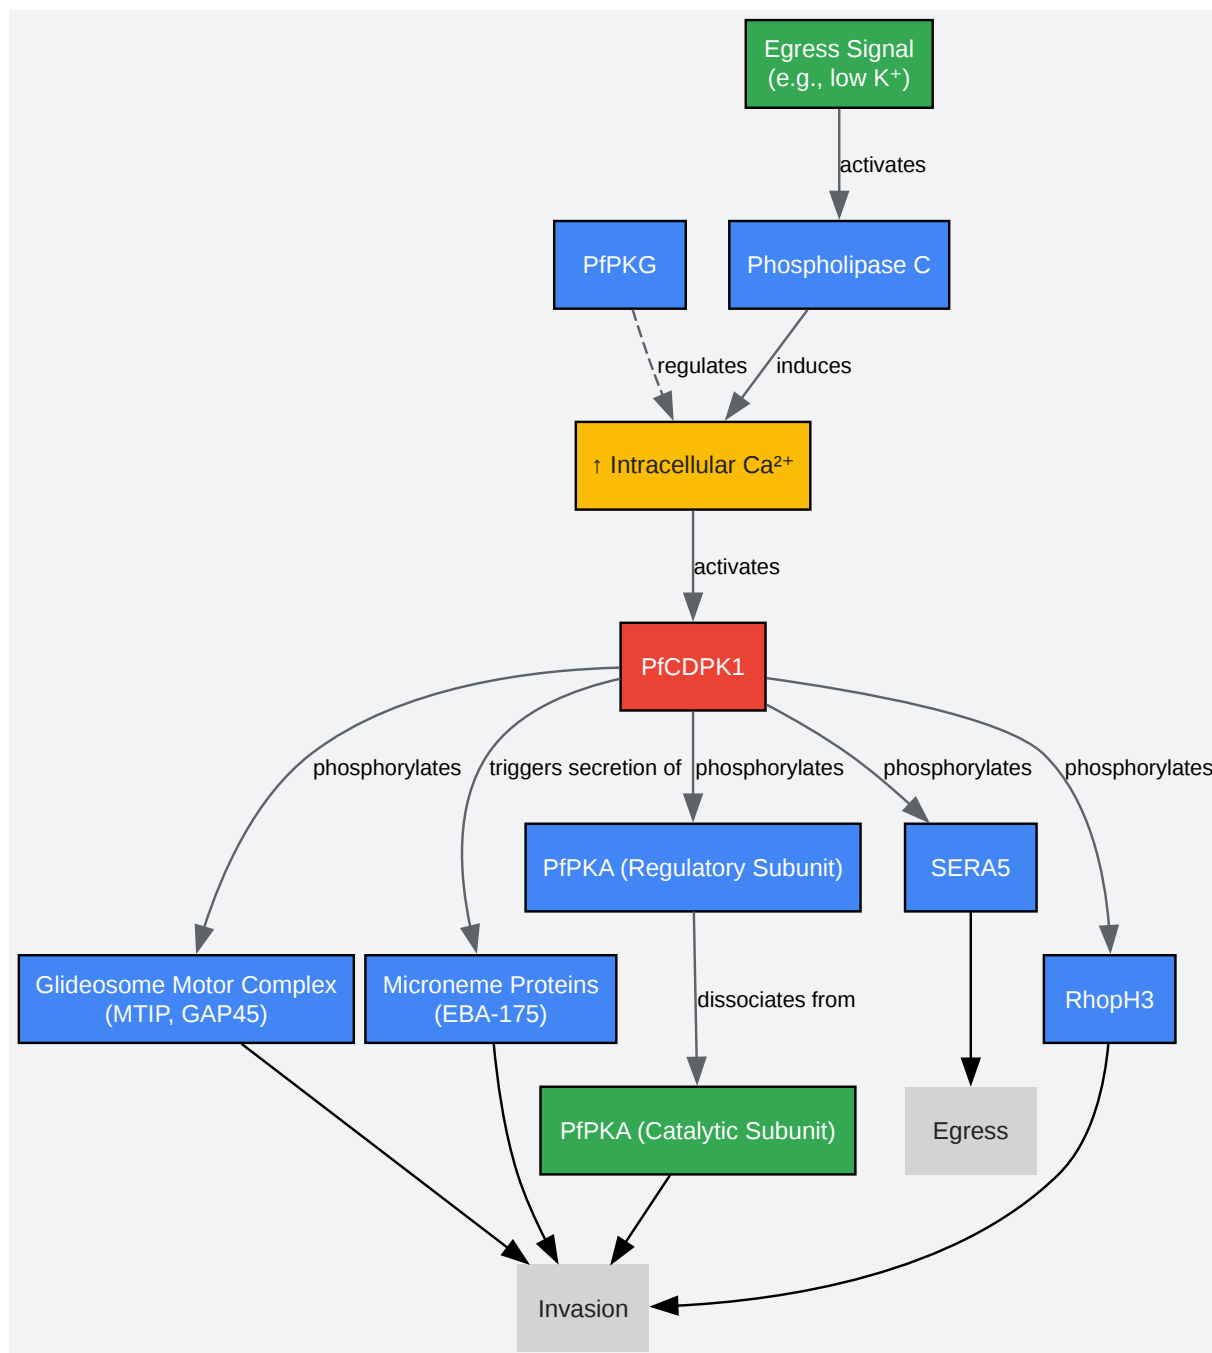 Egress Signal
(e.g., low K⁺)
activates
PfPKG
Phospholipase C
regulates
induces
↑ Intracellular Ca²⁺
activates
PfCDPK1
phosphorylates
triggers secretion of
phosphorylates
phosphorylates
phosphorylates
PfPKA (Regulatory Subunit)
SERA5
Glideosome Motor Complex
(MTIP, GAP45)
Microneme Proteins
(EBA-175)
dissociates from
RhopH3
PfPKA (Catalytic Subunit)
Egress
Invasion